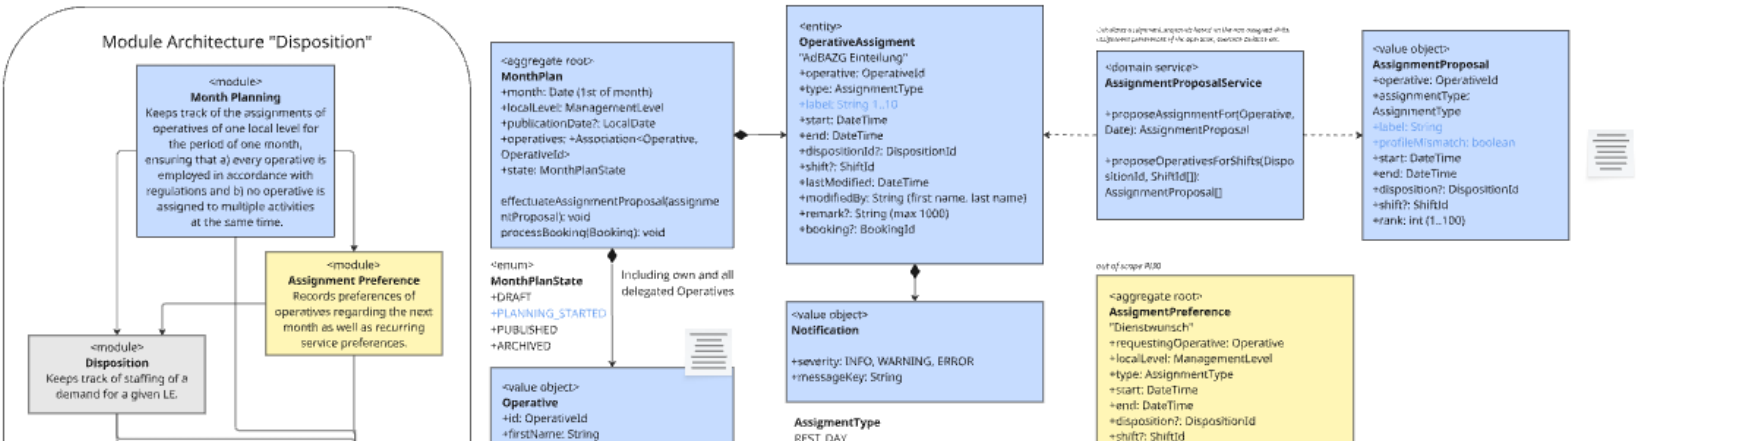 Module Architecture "Disposition"
<module>
Month Planning
Keeps track of the assignments of
operatives of one local level for
the period of one month,
ensuring that a) every operative is
employed in accordance with
regulations and b) no operative is
assigned to multiple activities
at the same time.
<module>
Assignment Preference
Records preferences of
operatives regarding the next
month as well as recurring
service preferences.
<module>
Disposition
Keeps track of staffing of a
demand for a given LE.
<aggregate root>
MonthPlan
+month: Date (1st of month)
+localLevel: ManagementLevel
+publicationDate?: LocalDate
+operatives: +Association<Operative,
OperativeId>
+state: MonthPlanState
effectuateAssignmentProposal(assignme
ntProposal): void
processBooking(Booking): void
<enum>
MonthPlanState
+DRAFT
+PLANNING_STARTED
+PUBLISHED
+ARCHIVED
Including own and all
delegated Operatives
<value object>
Operative
+id: OperativeId
+firstName: String
<entity>
OperativeAssigment
"AdBAZG Einteilung"
+operative: OperativeId
+type: AssignmentType
+label: String 1..10
+start: DateTime
+end: DateTime
+dispositionId?: DispositionId
+shift?: ShiftId
+lastModified: DateTime
+modifiedBy: String (first name, last name)
+remark?: String (max 1000)
+booking?: BookingId
<value object>
Notification
+severity: INFO, WARNING, ERROR
+messageKey: String
AssigmentType
REST_DAY
<domain service>
AssignmentProposalService
+proposeAssignmentFor(Operative,
Date): AssignmentProposal
+proposeOperativesForShifts(Dispo
sitionId, ShiftId[]):
AssignmentProposal[]
<value object>
AssignmentProposal
+operative: OperativeId
+assignmentType:
AssignmentType
+label: String
+profileMismatch: boolean
+start: DateTime
+end: DateTime
+disposition?: DispositionId
+shift?: ShiftId
+rank: int (1..100)
out of scope PI30
<aggregate root>
AssigmentPreference
"Dienstwunsch"
+requestingOperative: Operative
+localLevel: ManagementLevel
+type: AssignmentType
+start: DateTime
+end: DateTime
+disposition?: DispositionId
+shift?: ShiftId